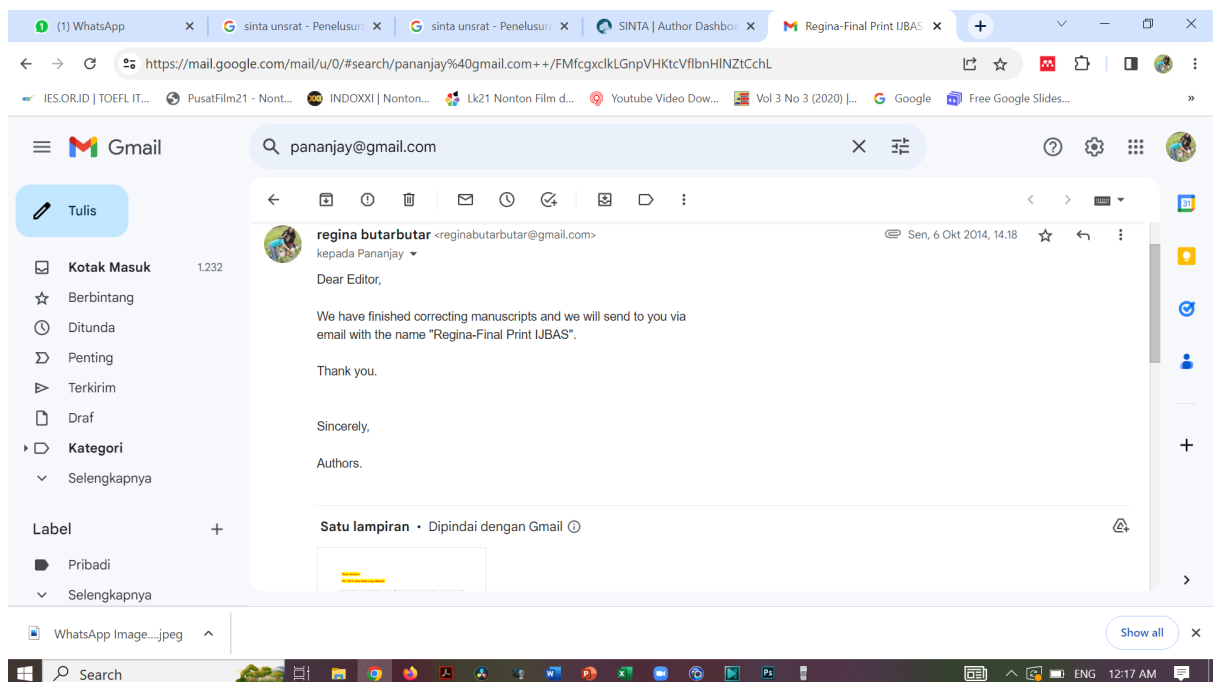 (1) WhatsApp
sinta unsrat - Penelusura
sinta unsrat - Penelusura
SINTA | Author Dashboa
Regina-Final Print IJBAS
https://mail.google.com/mail/u/0/#search/pananjay%40gmail.com++/FMfcgxclkLGnpVHKtcVflbnHlNZtCchL
IES.OR.ID | TOEFL IT...
PusatFilm21 - Nont...
INDOXXI | Nonton...
Lk21 Nonton Film d...
Youtube Video Dow...
Vol 3 No 3 (2020) |...
Google
Free Google Slides...
»
Gmail
pananjay@gmail.com
Tulis
Kotak Masuk 1.232
Berbintang
Ditunda
Penting
Terkirim
Draf
Kategori
Selengkapnya
Label
Pribadi
Selengkapnya
regina butarbutar <reginabutarbutar@gmail.com>
Sen, 6 Okt 2014, 14.18
kepada Pananjay
Dear Editor,
We have finished correcting manuscripts and we will send to you via
email with the name "Regina-Final Print IJBAS".
Thank you.
Sincerely,
Authors.
Satu lampiran • Dipindai dengan Gmail
31
WhatsApp Image....jpeg
Show all
Search
ENG 12:17 AM